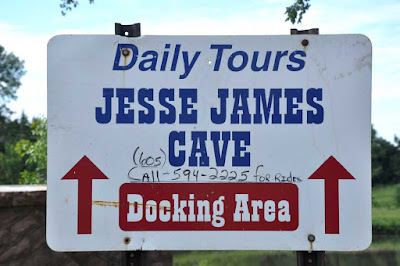 Daily Tours
JESSE JAMES
CAVE
(605)
CALL-594-2225 FOR RIDES
Docking Area